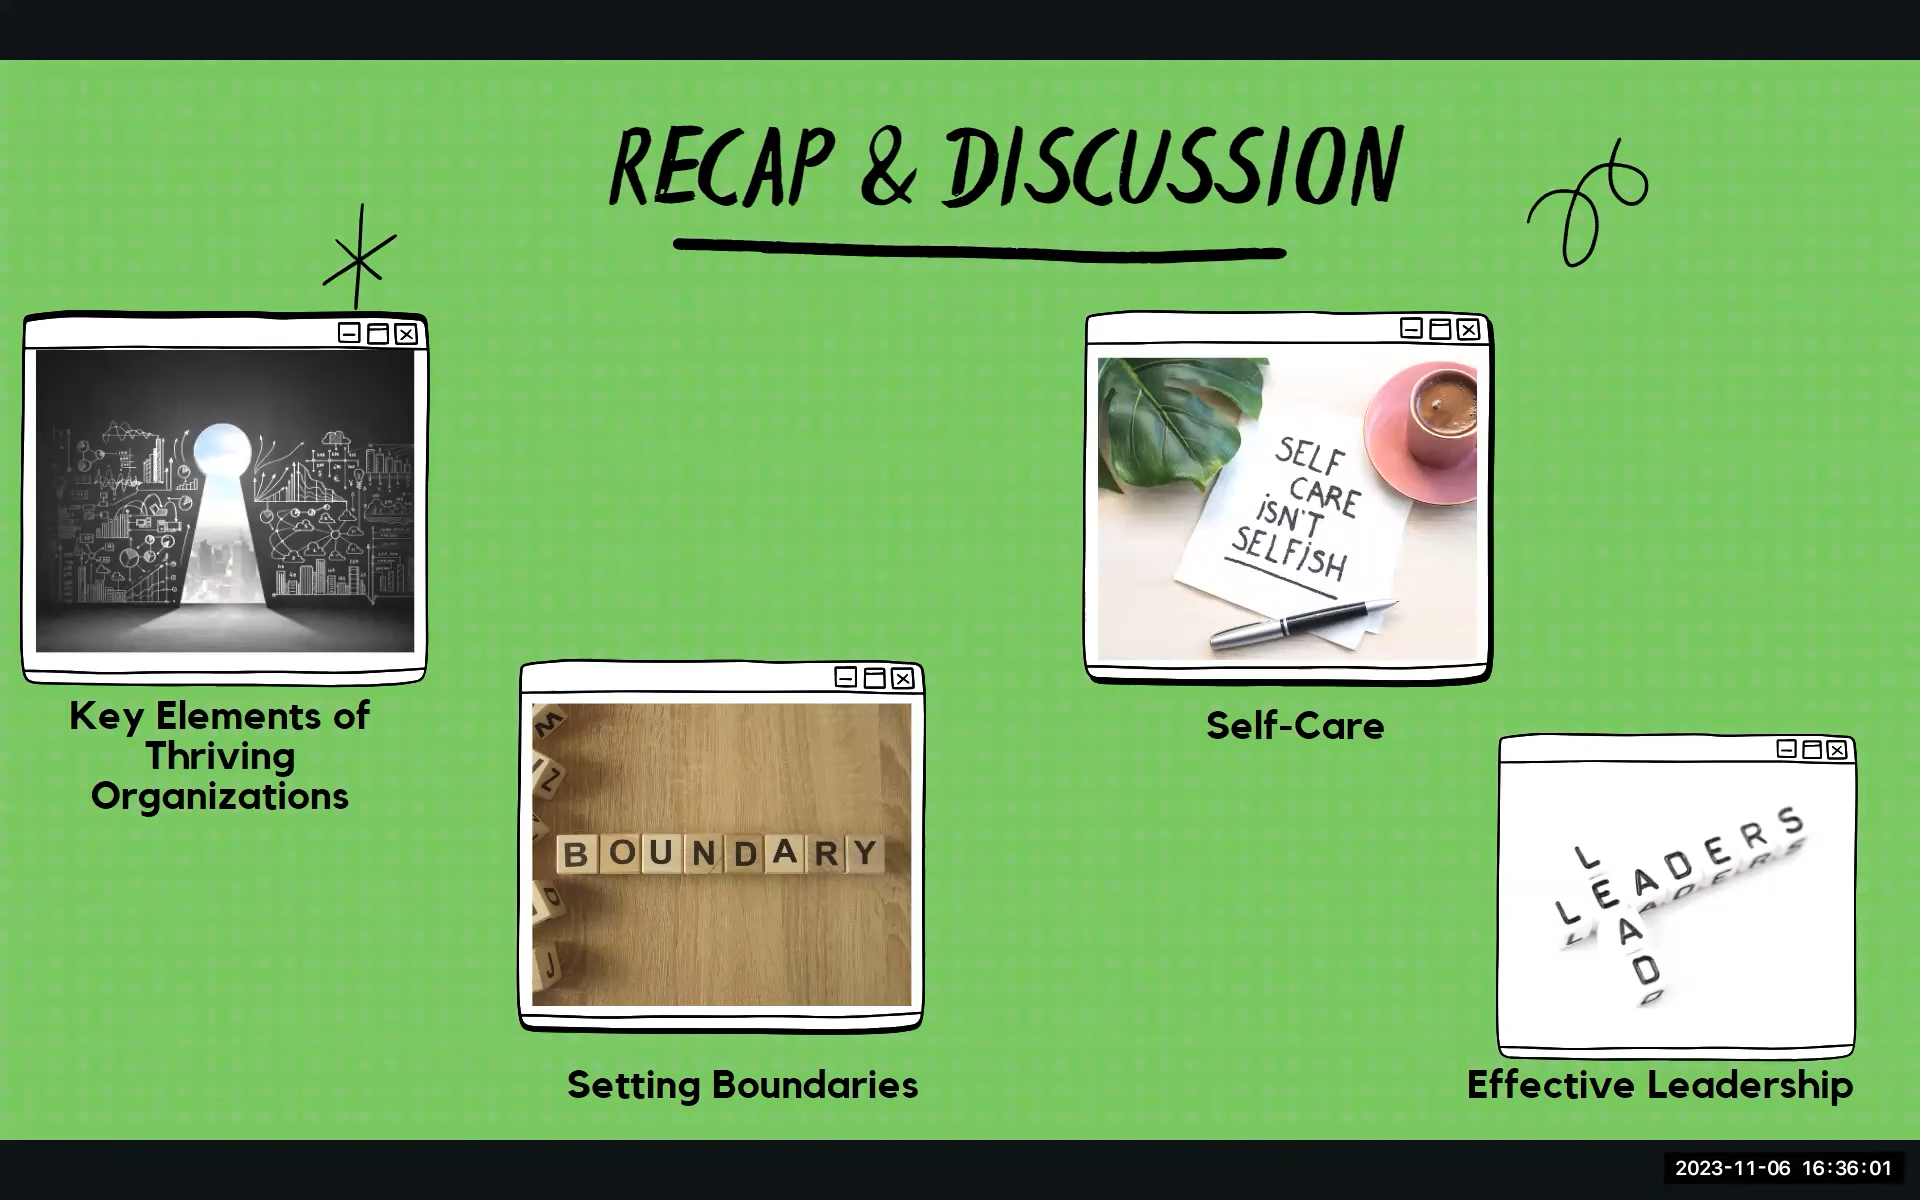 RECAP & DISCUSSION
Key Elements of
Thriving
Organizations
BOUNDARY
Setting Boundaries
SELF
CARE
iSN'T
SELFiSH
Self-Care
LEADERS
LEAD
Effective Leadership
2023-11-06 16:36:01